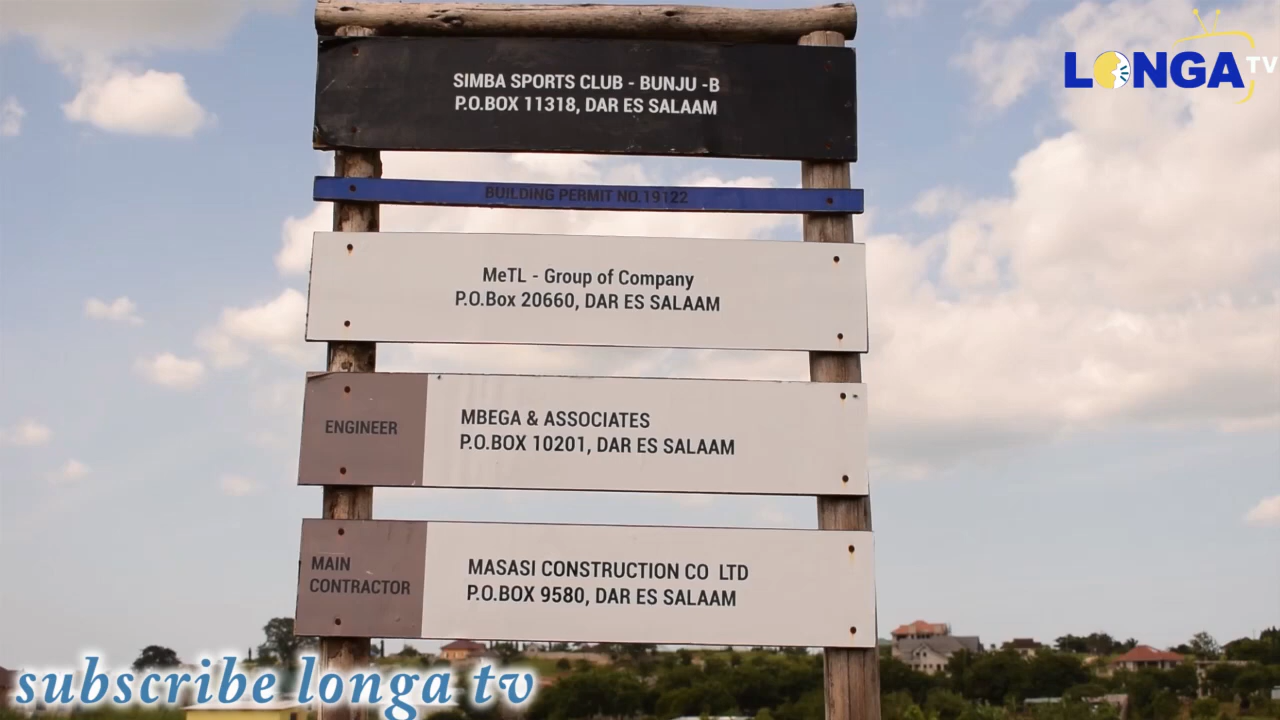 LONGA TV
SIMBA SPORTS CLUB - BUNJU -B
P.O.BOX 11318, DAR ES SALAAM
BUILDING PERMIT NO.19122
MeTL - Group of Company
P.O.Box 20660, DAR ES SALAAM
ENGINEER
MBEGA & ASSOCIATES
P.O.BOX 10201, DAR ES SALAAM
MAIN
CONTRACTOR
MASASI CONSTRUCTION CO LTD
P.O.BOX 9580, DAR ES SALAAM
subscribe longa tv